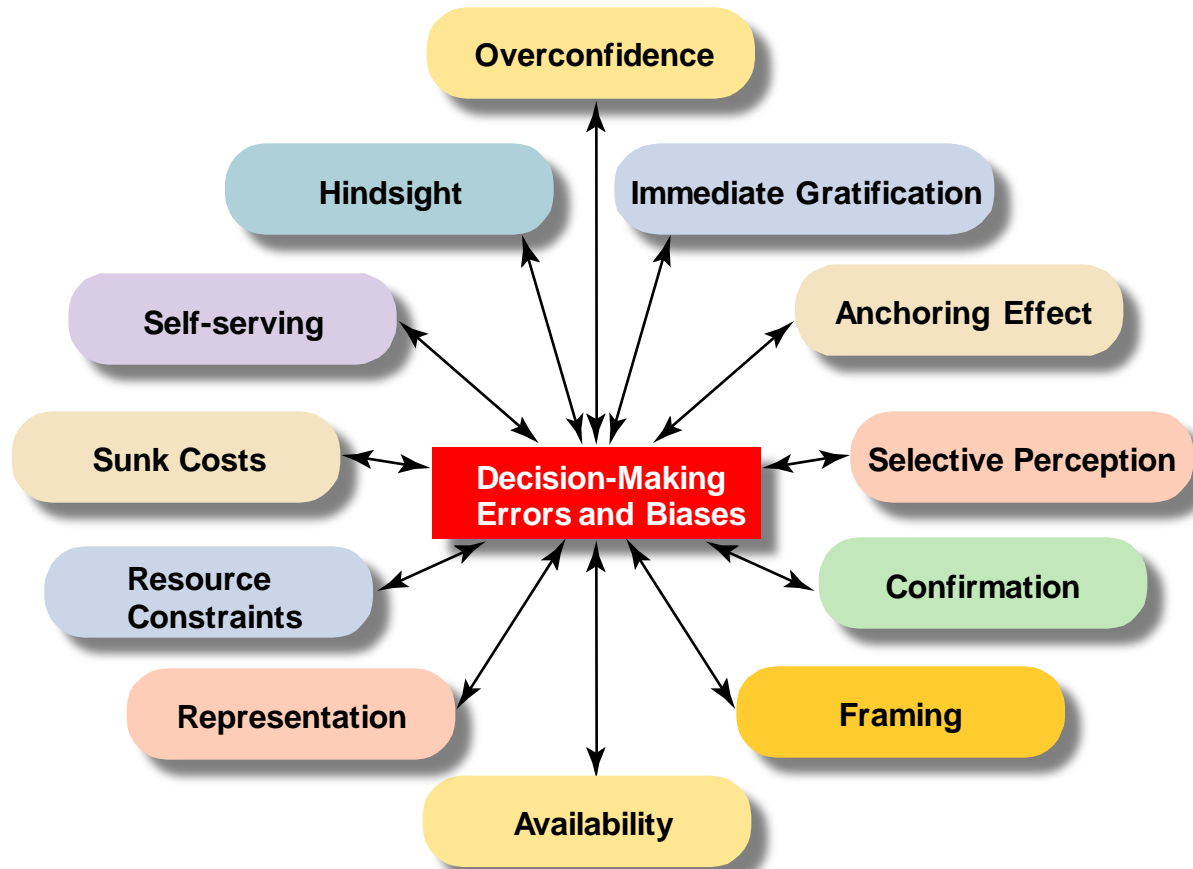 Overconfidence
Hindsight
Immediate Gratification
Self-serving
Anchoring Effect
Sunk Costs
Decision-Making
Errors and Biases
Selective Perception
Resource
Constraints
Confirmation
Representation
Framing
Availability